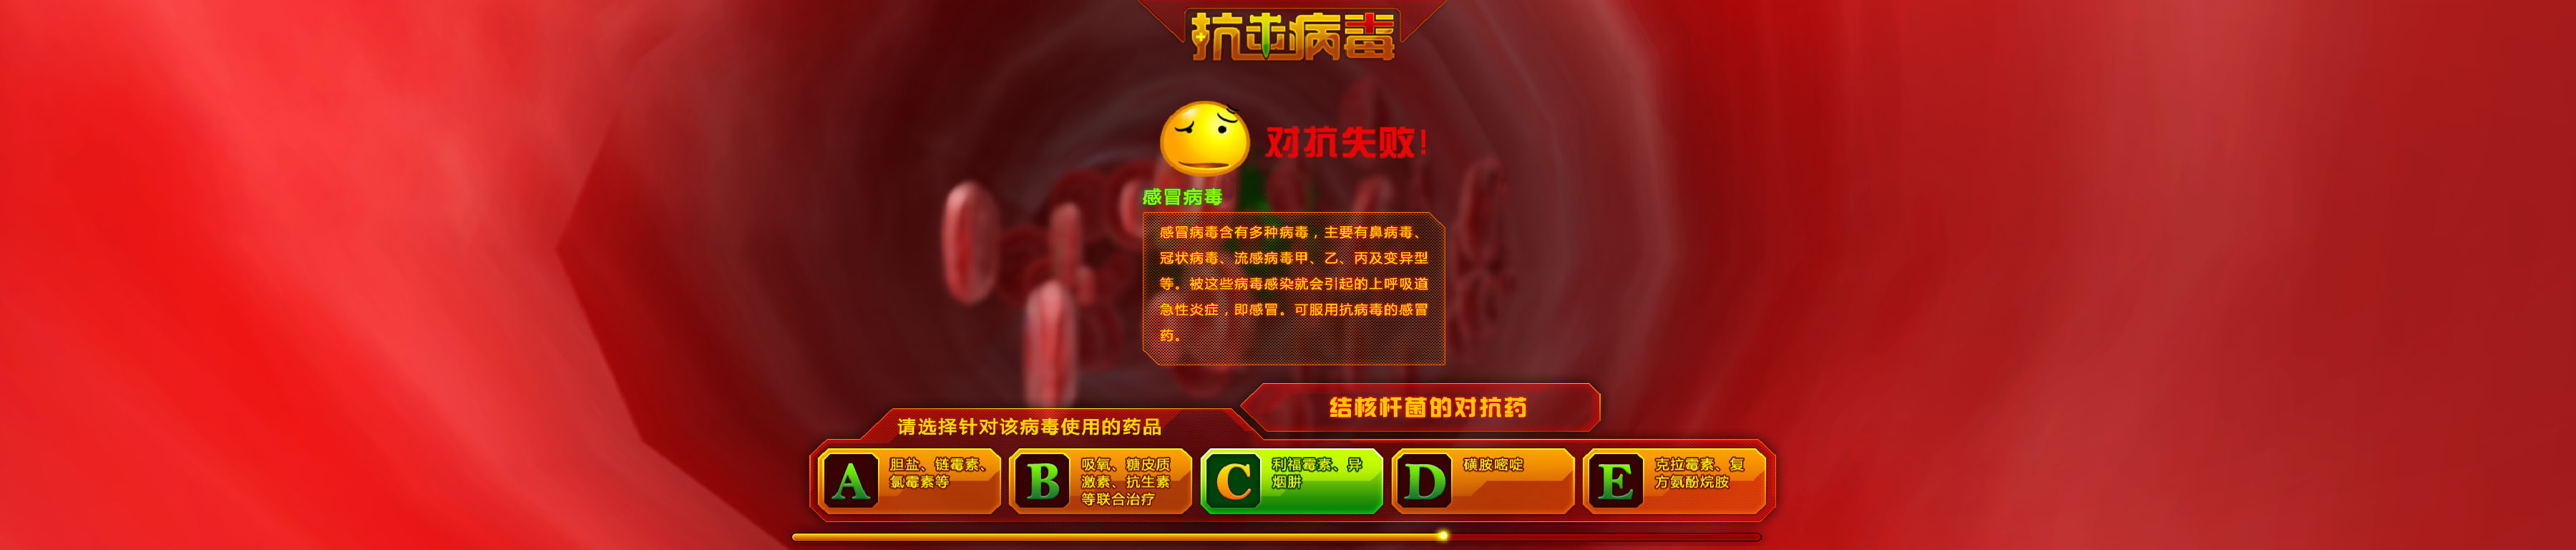 抗击病毒
对抗失败!
感冒病毒
感冒病毒含有多种病毒，主要有鼻病毒、
冠状病毒、流感病毒甲、乙、丙及变异型
等。被这些病毒感染就会引起的上呼吸道
急性炎症，即感冒。可服用抗病毒的感冒
药。
结核杆菌的对抗药
请选择针对该病毒使用的药品
A
胆盐、链霉素、
氯霉素等
B
吸氧、糖皮质
激素、抗生素
等联合治疗
C
利福霉素、异
烟肼
D
磺胺嘧啶
E
克拉霉素、复
方氨酚烷胺